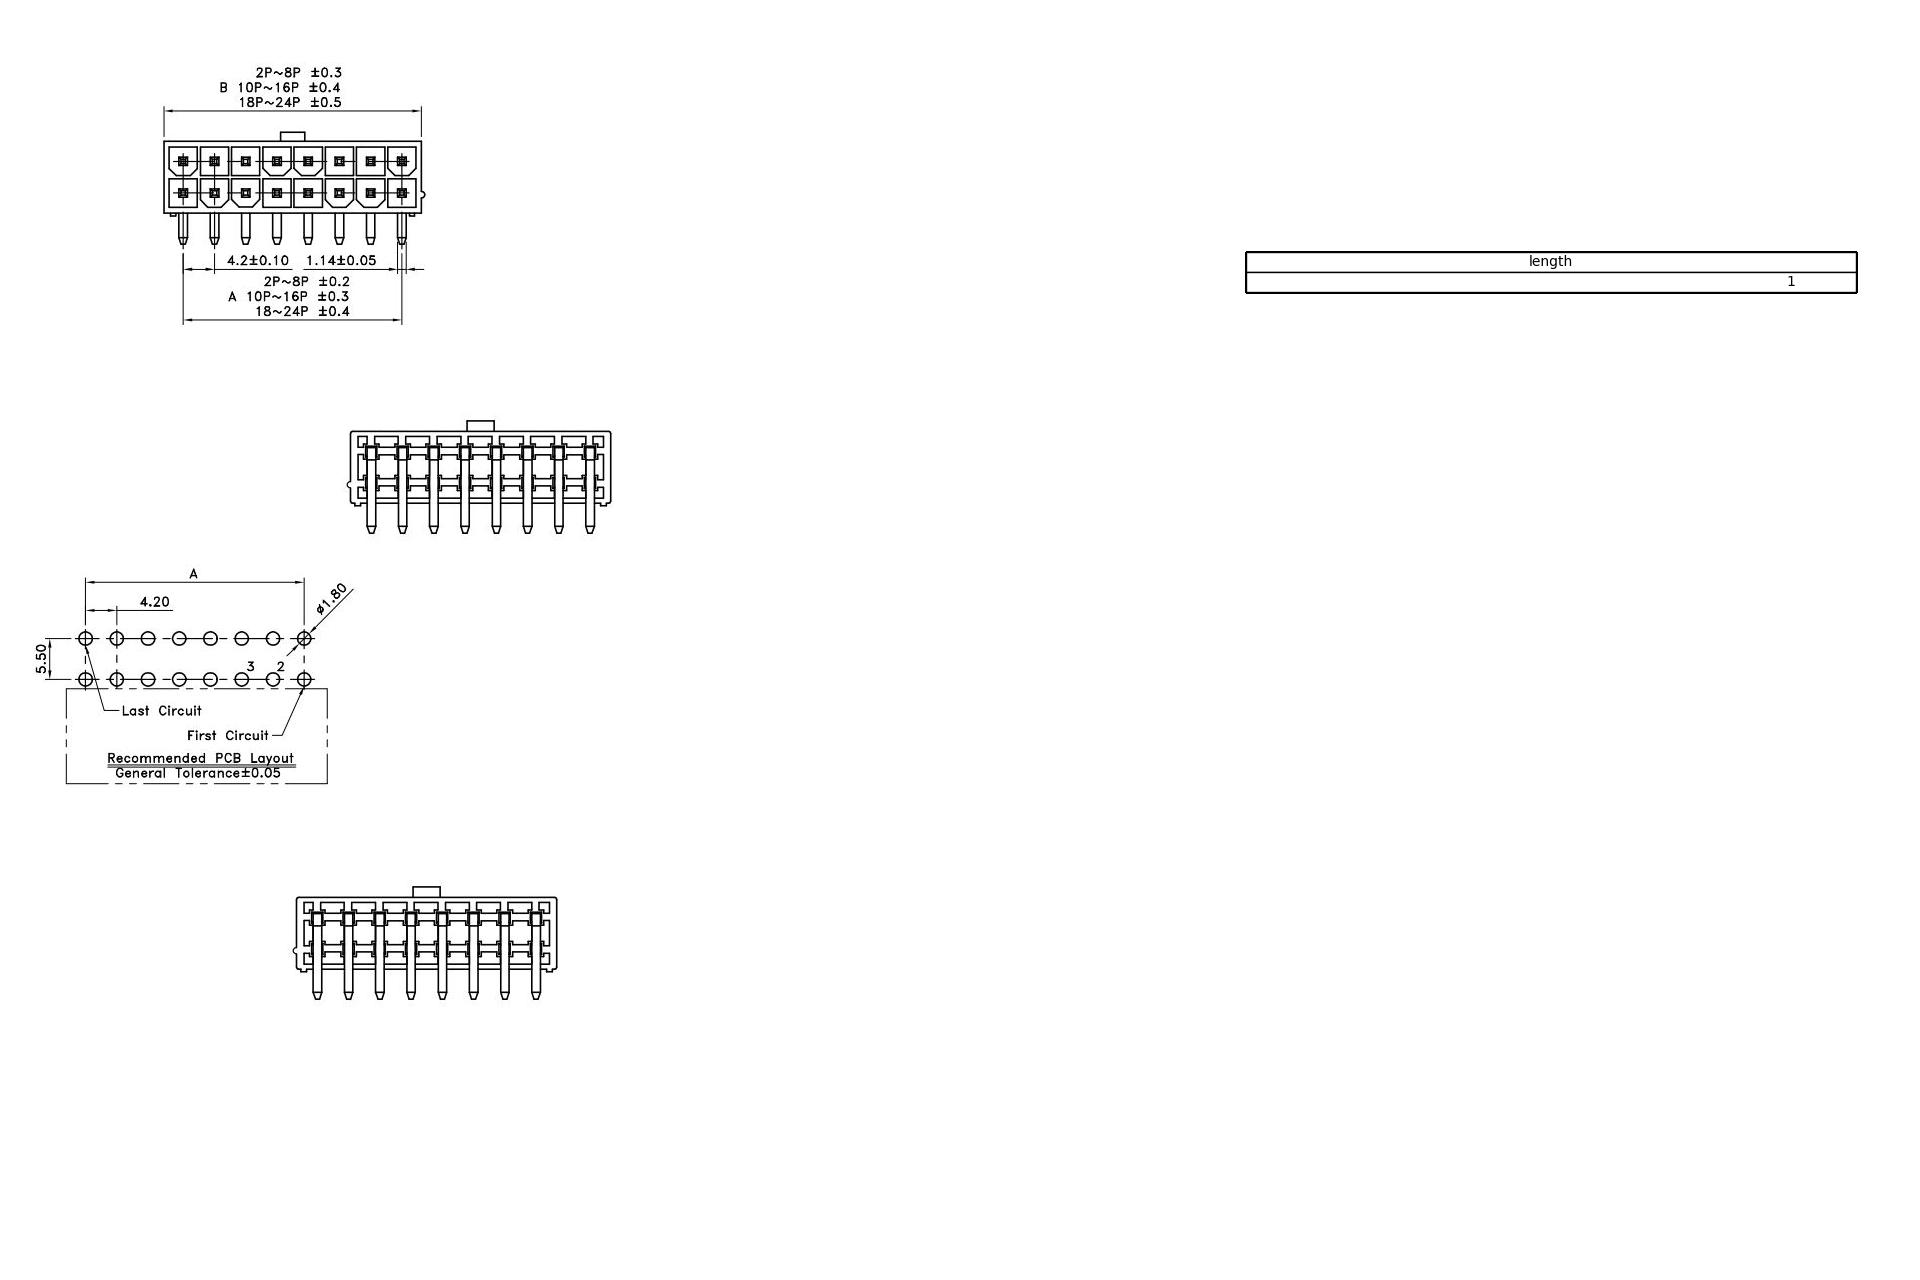 2P~8P ±0.3
B 10P~16P ±0.4
18P~24P ±0.5
4.2±0.10 1.14±0.05
2P~8P ±0.2
A 10P~16P ±0.3
18~24P ±0.4
length
1
A
4.20
ø1.80
5.50
3 2
Last Circuit
First Circuit
Recommended PCB Layout
General Tolerance±0.05